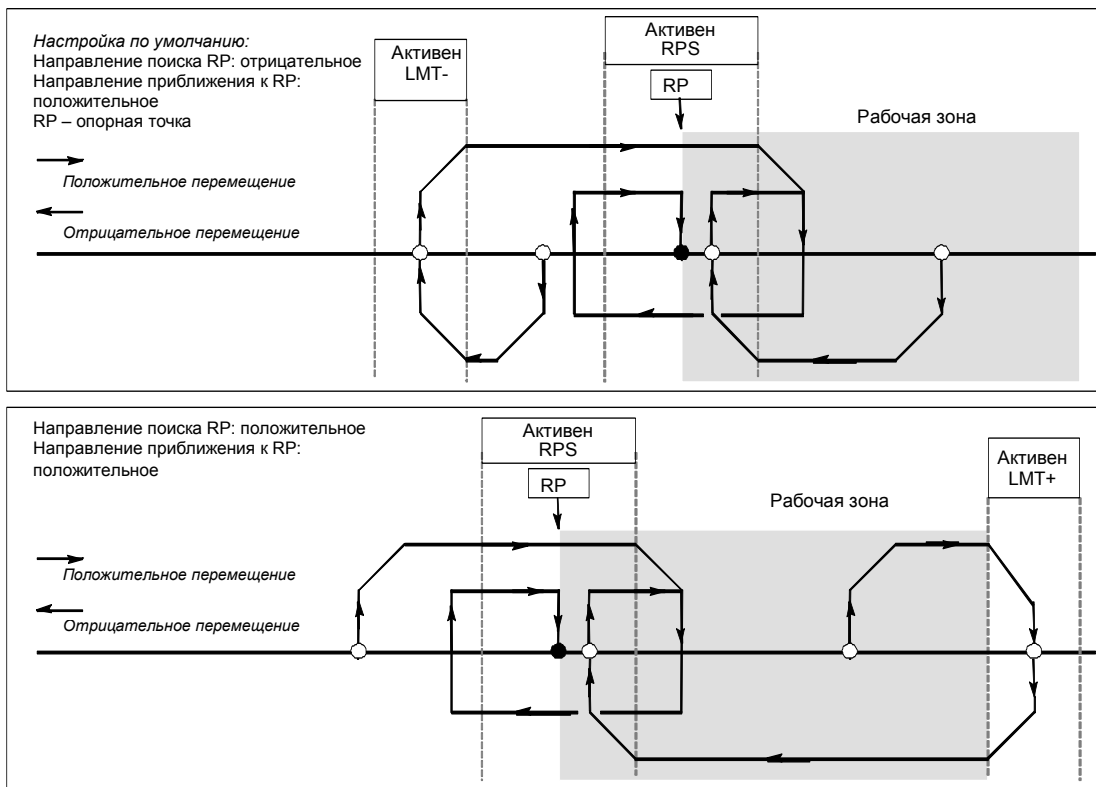 Настройка по умолчанию:
Направление поиска RP: отрицательное
Направление приближения к RP:
положительное
RP – опорная точка
Положительное перемещение
Отрицательное перемещение
Активен
LMT-
Активен
RPS
RP
Рабочая зона
Направление поиска RP: положительное
Направление приближения к RP:
положительное
Положительное перемещение
Отрицательное перемещение
Активен
RPS
RP
Рабочая зона
Активен
LMT+